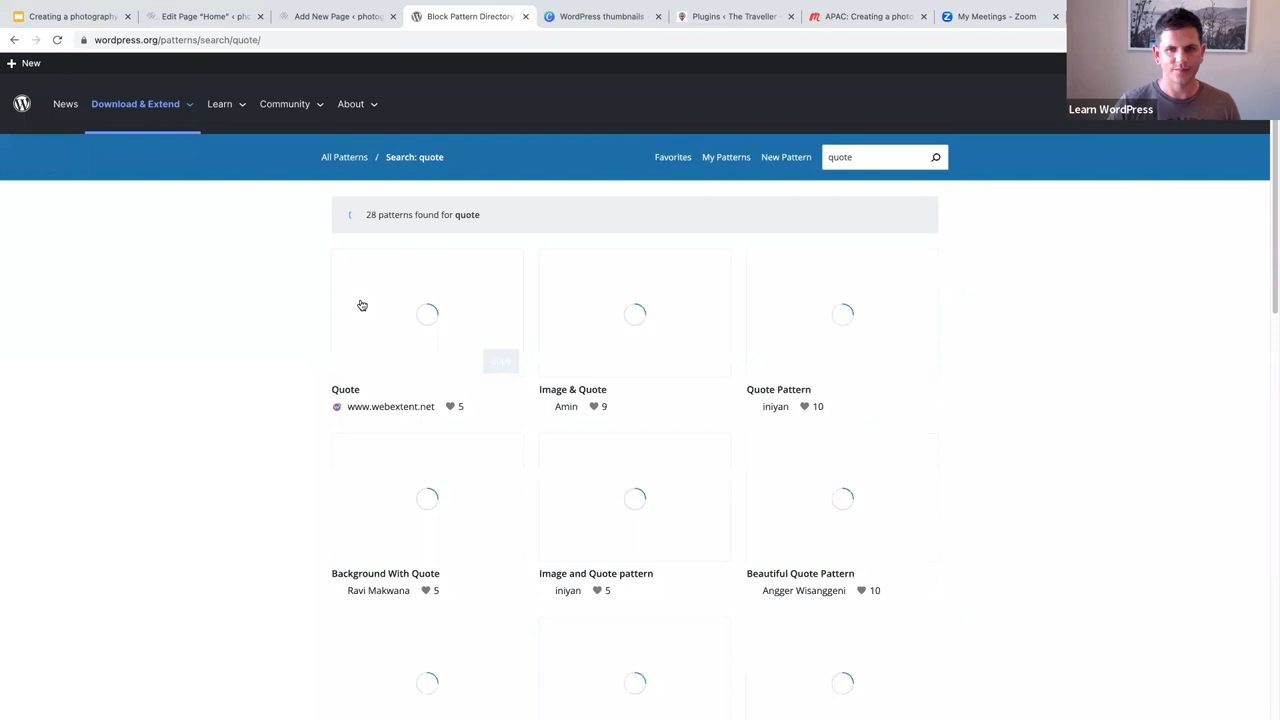 Creating a photography
Edit Page “Home” ‹ pho
Add New Page ‹ photog
Block Pattern Directory
WordPress thumbnails -
Plugins ‹ The Traveller -
APAC: Creating a photo
My Meetings - Zoom
wordpress.org/patterns/search/quote/
New
Learn WordPress
News
Download & Extend
Learn
Community
About
All Patterns / Search: quote
Favorites
My Patterns
New Pattern
quote
28 patterns found for quote
Quote
www.webextent.net 5
Image & Quote
Amin 9
Quote Pattern
iniyan 10
Background With Quote
Ravi Makwana 5
Image and Quote pattern
iniyan 5
Beautiful Quote Pattern
Angger Wisanggeni 10